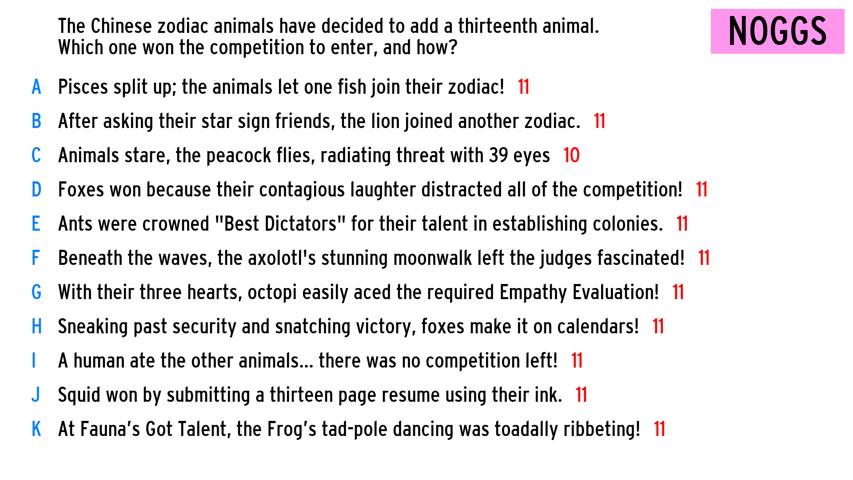 The Chinese zodiac animals have decided to add a thirteenth animal.
Which one won the competition to enter, and how?
NOGGS
A Pisces split up; the animals let one fish join their zodiac! 11
B After asking their star sign friends, the lion joined another zodiac. 11
C Animals stare, the peacock flies, radiating threat with 39 eyes 10
D Foxes won because their contagious laughter distracted all of the competition! 11
E Ants were crowned "Best Dictators" for their talent in establishing colonies. 11
F Beneath the waves, the axolotl's stunning moonwalk left the judges fascinated! 11
G With their three hearts, octopi easily aced the required Empathy Evaluation! 11
H Sneaking past security and snatching victory, foxes make it on calendars! 11
I A human ate the other animals... there was no competition left! 11
J Squid won by submitting a thirteen page resume using their ink. 11
K At Fauna's Got Talent, the Frog's tad-pole dancing was toadally ribbeting! 11